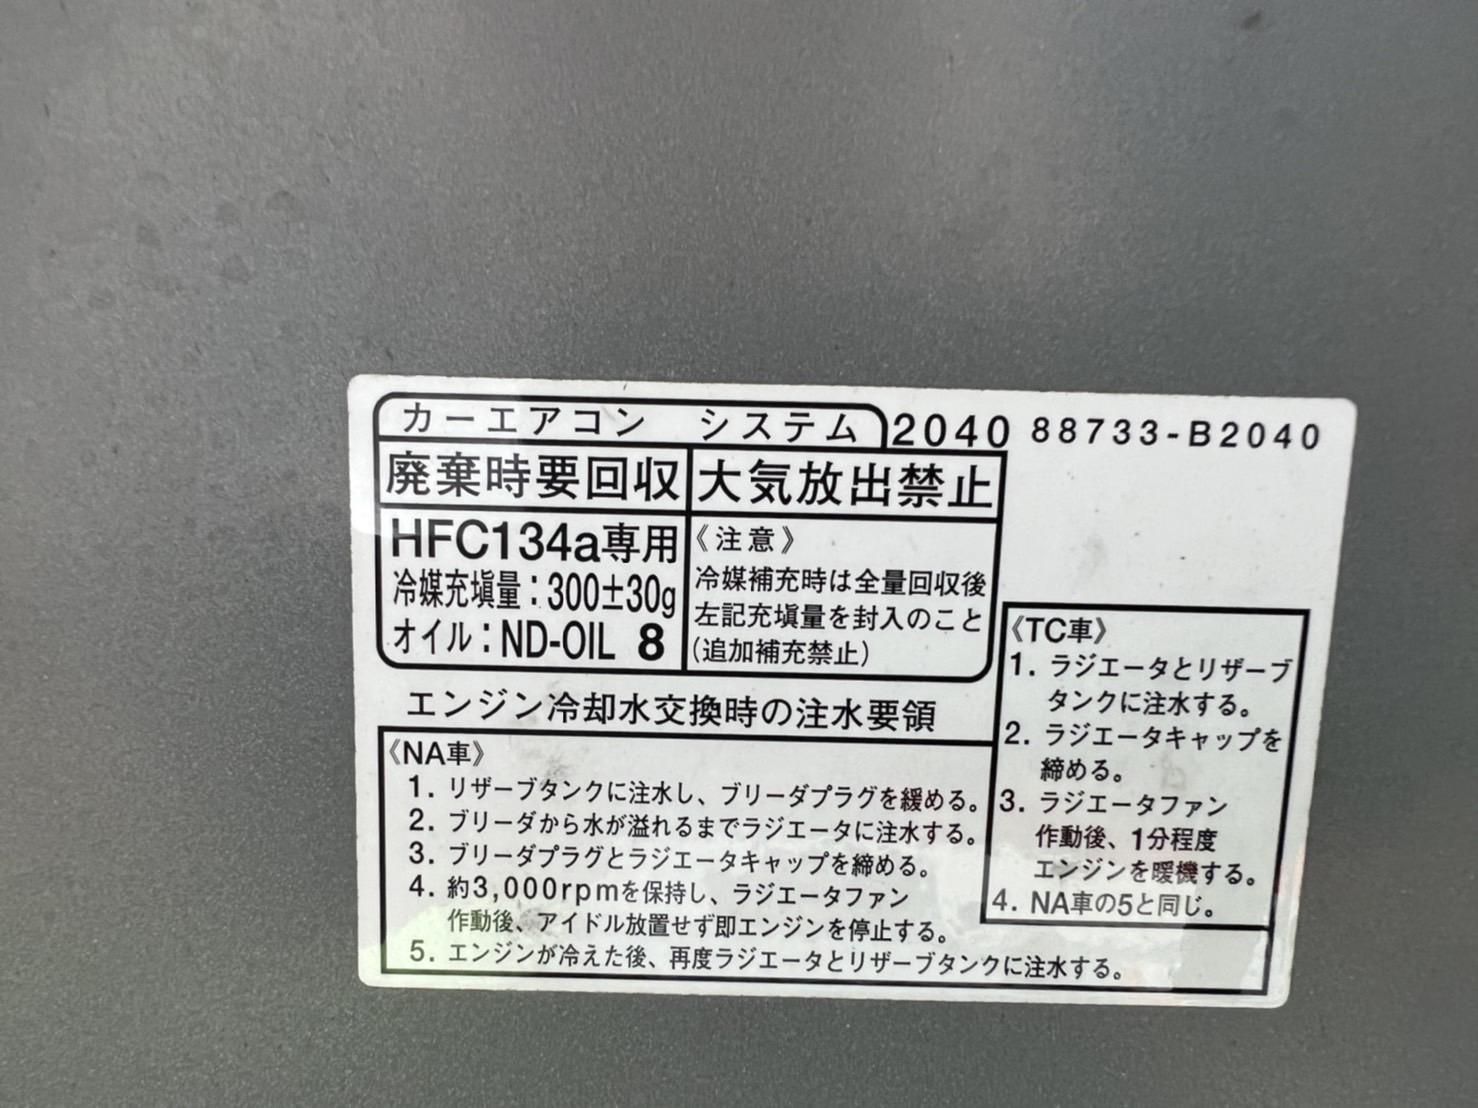 カーエアコン システム 2040 88733-B2040
廃棄時要回収 大気放出禁止
HFC134a専用
冷媒充塡量：300±30g
オイル：ND-OIL 8
《注意》
冷媒補充時は全量回収後
左記充塡量を封入のこと
(追加補充禁止)
エンジン冷却水交換時の注水要領
《NA車》
1. リザーブタンクに注水し、ブリーダプラグを緩める。
2. ブリーダから水が溢れるまでラジエータに注水する。
3. ブリーダプラグとラジエータキャップを締める。
4. 約3,000rpmを保持し、ラジエータファン
作動後、アイドル放置せず即エンジンを停止する。
5. エンジンが冷えた後、再度ラジエータとリザーブタンクに注水する。
《TC車》
1. ラジエータとリザーブ
タンクに注水する。
2. ラジエータキャップを
締める。
3. ラジエータファン
作動後、1分程度
エンジンを暖機する。
4. NA車の5と同じ。